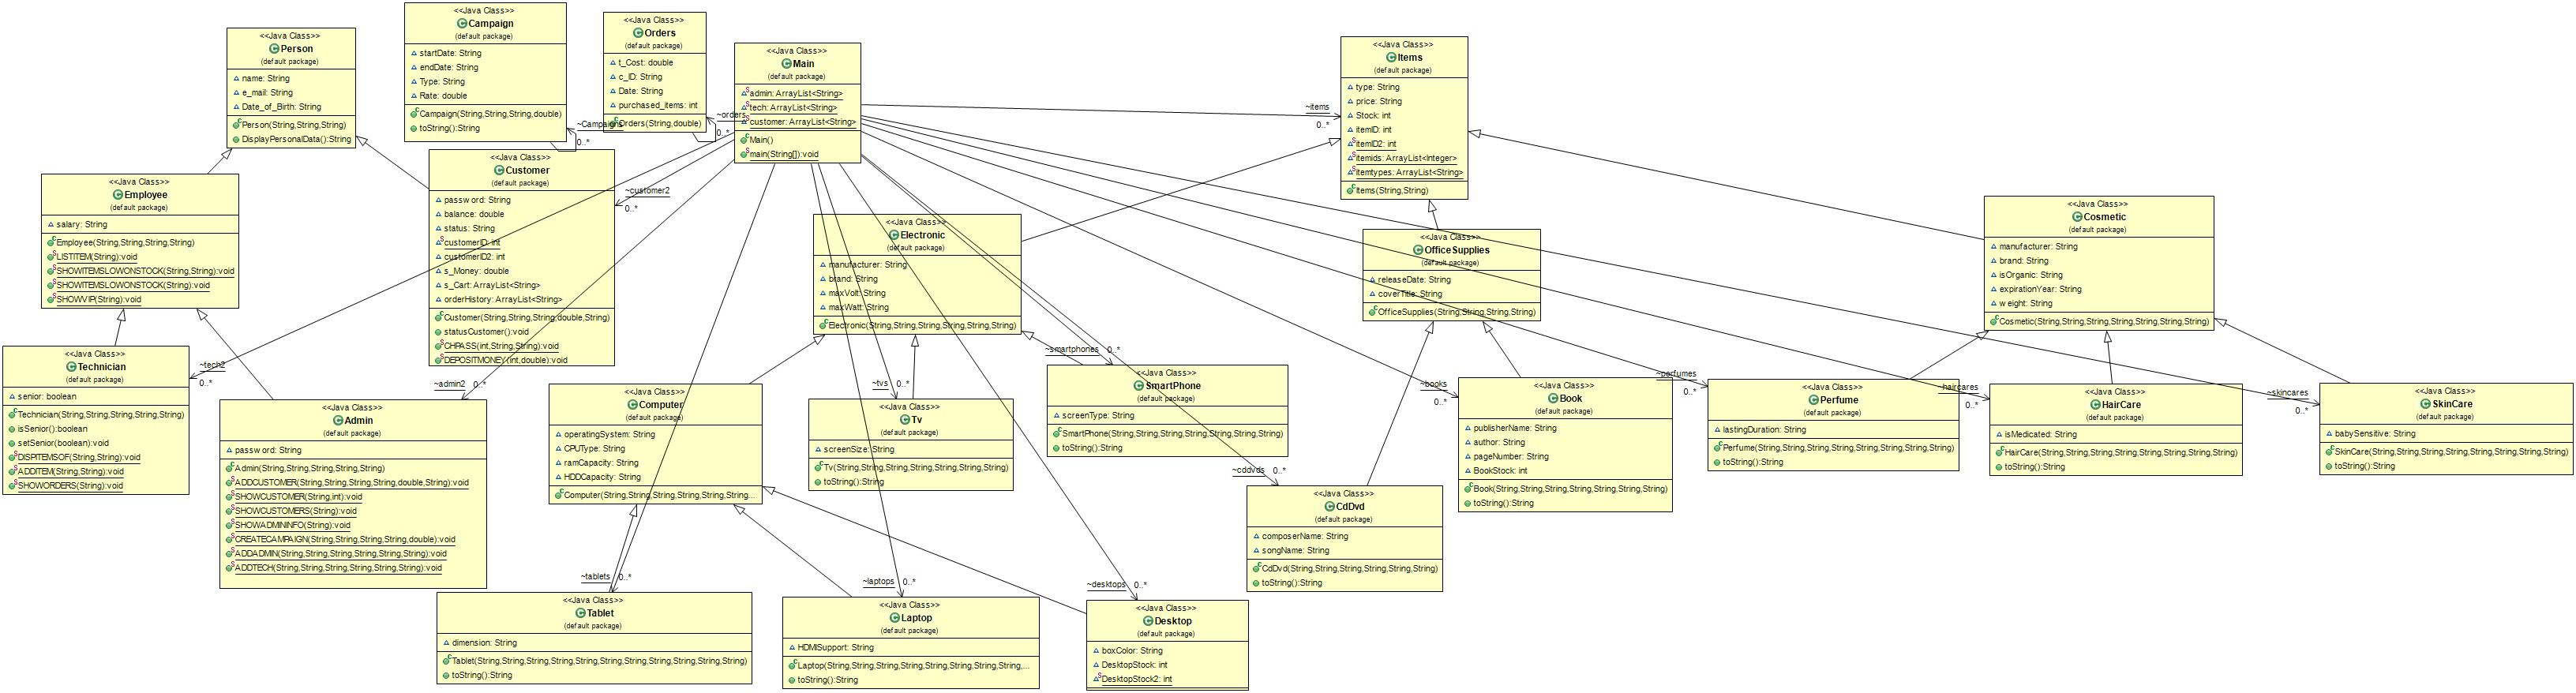 <<Java Class>>
Person
(default package)
name: String
e_mail: String
Date_of_Birth: String
Person(String,String,String)
DisplayPersonalData():String
<<Java Class>>
Campaign
(default package)
startDate: String
endDate: String
Type: String
Rate: double
Campaign(String,String,String,double)
toString():String
<<Java Class>>
Orders
(default package)
t_Cost: double
c_ID: String
Date: String
purchased_items: int
Orders(String,double)
<<Java Class>>
Main
(default package)
admin: ArrayList<String>
tech: ArrayList<String>
customer: ArrayList<String>
Main()
main(String[]):void
<<Java Class>>
Items
(default package)
type: String
price: String
Stock: int
itemID: int
itemID2: int
itemids: ArrayList<Integer>
itemtypes: ArrayList<String>
Items(String,String)
~Campaigns
0..*
~orders
0..*
~items
0..*
<<Java Class>>
Employee
(default package)
salary: String
Employee(String,String,String,String)
LISTITEM(String):void
SHOWITEMSLOWONSTOCK(String,String):void
SHOWITEMSLOWONSTOCK(String):void
SHOWVIP(String):void
<<Java Class>>
Customer
(default package)
password: String
balance: double
status: String
customerID: int
customerID2: int
s_Money: double
s_Cart: ArrayList<String>
orderHistory: ArrayList<String>
Customer(String,String,String,double,String)
statusCustomer():void
CHPASS(int,String,String):void
DEPOSITMONEY(int,double):void
~customer2
0..*
<<Java Class>>
Electronic
(default package)
manufacturer: String
brand: String
maxVolt: String
maxWatt: String
Electronic(String,String,String,String,String,String)
<<Java Class>>
OfficeSupplies
(default package)
releaseDate: String
coverTitle: String
OfficeSupplies(String,String,String,String)
<<Java Class>>
Cosmetic
(default package)
manufacturer: String
brand: String
isOrganic: String
expirationYear: String
weight: String
Cosmetic(String,String,String,String,String,String,String)
<<Java Class>>
Technician
(default package)
senior: boolean
Technician(String,String,String,String,String)
isSenior():boolean
setSenior(boolean):void
DISPITEMSOF(String):void
ADDITEM(String,String):void
SHOWORDERS(String):void
~tech2
0..*
<<Java Class>>
Admin
(default package)
password: String
Admin(String,String,String,String,String)
ADDCUSTOMER(String,String,String,String,double,String):void
SHOWCUSTOMER(String,int):void
SHOWCUSTOMERS(String):void
SHOWADMININFO(String):void
CREATECAMPAIGN(String,String,String,String,double):void
ADDADMIN(String,String,String,String,String,String):void
ADDTECH(String,String,String,String,String,String):void
~admin2
0..*
<<Java Class>>
Computer
(default package)
operatingSystem: String
CPUType: String
ramCapacity: String
HDDCapacity: String
Computer(String,String,String,String,String,String...
~tvs
0..*
<<Java Class>>
Tv
(default package)
screenSize: String
Tv(String,String,String,String,String,String,String)
toString():String
~smartphones
0..*
<<Java Class>>
SmartPhone
(default package)
screenType: String
SmartPhone(String,String,String,String,String,String,String)
toString():String
~cddvds
0..*
<<Java Class>>
CdDvd
(default package)
composerName: String
songName: String
CdDvd(String,String,String,String,String,String)
toString():String
~books
0..*
<<Java Class>>
Book
(default package)
publisherName: String
author: String
pageNumber: String
BookStock: int
Book(String,String,String,String,String,String,String)
toString():String
~perfumes
0..*
<<Java Class>>
Perfume
(default package)
lastingDuration: String
Perfume(String,String,String,String,String,String,String,String)
toString():String
haircares
0..*
<<Java Class>>
HairCare
(default package)
isMedicated: String
HairCare(String,String,String,String,String,String,String,String)
toString():String
~skincares
0..*
<<Java Class>>
SkinCare
(default package)
babySensitive: String
SkinCare(String,String,String,String,String,String,String,String)
toString():String
~tablets
0..*
<<Java Class>>
Tablet
(default package)
dimension: String
Tablet(String,String,String,String,String,String,String,String,String,String,String)
toString():String
~laptops
0..*
<<Java Class>>
Laptop
(default package)
HDMISupport: String
Laptop(String,String,String,String,String,String,String,String,...
toString():String
~desktops
0..*
<<Java Class>>
Desktop
(default package)
boxColor: String
DesktopStock: int
DesktopStock2: int